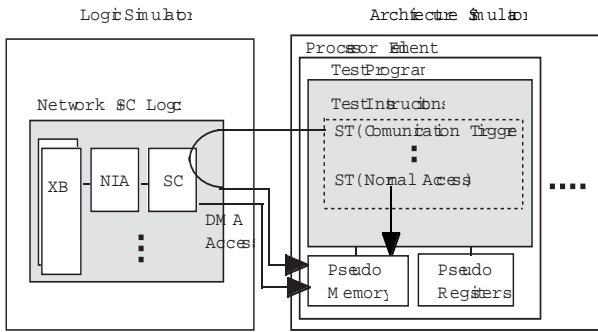 Logic Simulator
Architecture Simulator
Processor Element
Test Program
Network SC Logic
Test Instructions
ST(Comunication Trigger
ST(Normal Access)
XB
NIA
SC
DMA
Access
Pseudo
Memory
Pseudo
Registers